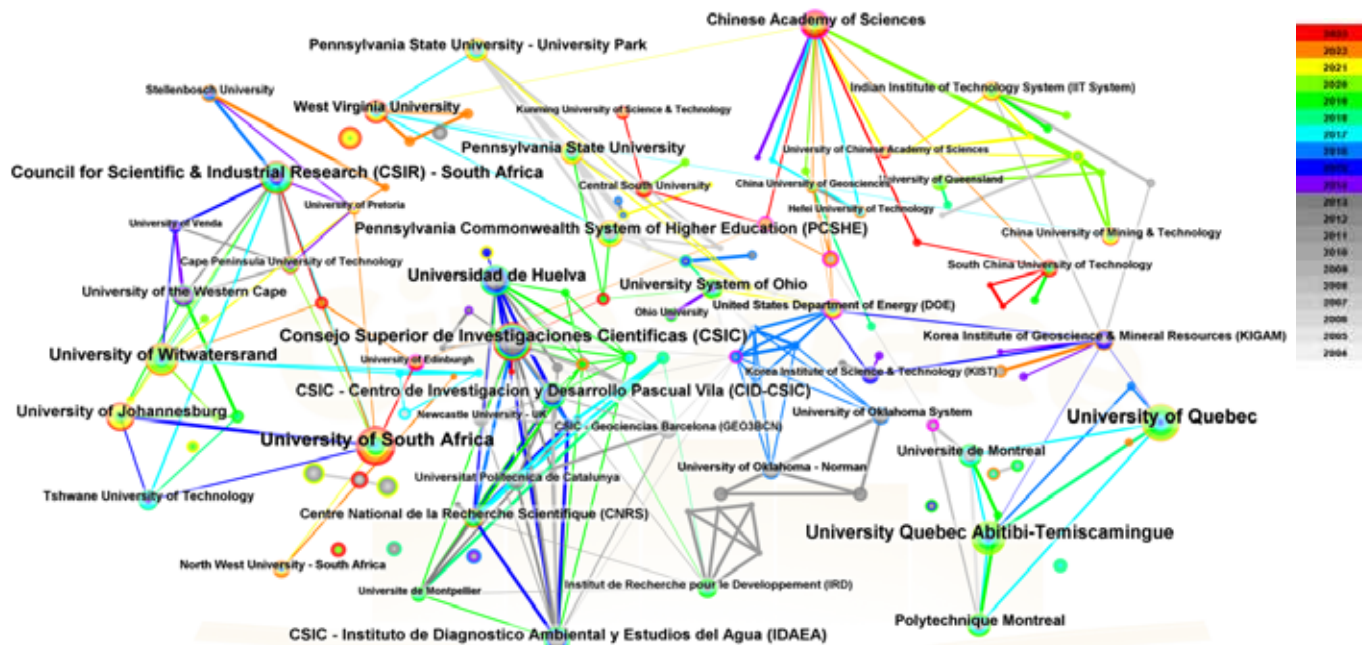 Chinese Academy of Sciences
Pennsylvania State University - University Park
Stellenbosch University
Indian Institute of Technology System (IIT System)
West Virginia University
Kunming University of Science & Technology
Pennsylvania State University
University of Chinese Academy of Sciences
Council for Scientific & Industrial Research (CSIR) - South Africa
Central South University
China University of Geosciences
University of Queensland
University of Pretoria
Hefei University of Technology
University of Venda
Pennsylvania Commonwealth System of Higher Education (PCSHE)
China University of Mining & Technology
Cape Peninsula University of Technology
South China University of Technology
Universidad de Huelva
University System of Ohio
University of the Western Cape
United States Department of Energy (DOE)
Ohio University
Consejo Superior de Investigaciones Cientificas (CSIC)
Korea Institute of Geoscience & Mineral Resources (KIGAM)
University of Witwatersrand
University of Edinburgh
Korea Institute of Science & Technology (KIST)
CSIC - Centro de Investigacion y Desarrollo Pascual Vila (CID-CSIC)
University of Johannesburg
Newcastle University - UK
University of Oklahoma System
University of Quebec
CSIC - Geociencias Barcelona (GEO3BCN)
University of South Africa
Universite de Montreal
University of Oklahoma - Norman
Universitat Politecnica de Catalunya
Tshwane University of Technology
Centre National de la Recherche Scientifique (CNRS)
University Quebec Abitibi-Temiscamingue
North West University - South Africa
Institut de Recherche pour le Developpement (IRD)
Universite de Montpellier
Polytechnique Montreal
CSIC - Instituto de Diagnostico Ambiental y Estudios del Agua (IDAEA)
2022
2021
2020
2019
2018
2017
2016
2014
2013
2012
2011
2010
2009
2008
2007
2006
2005
2004